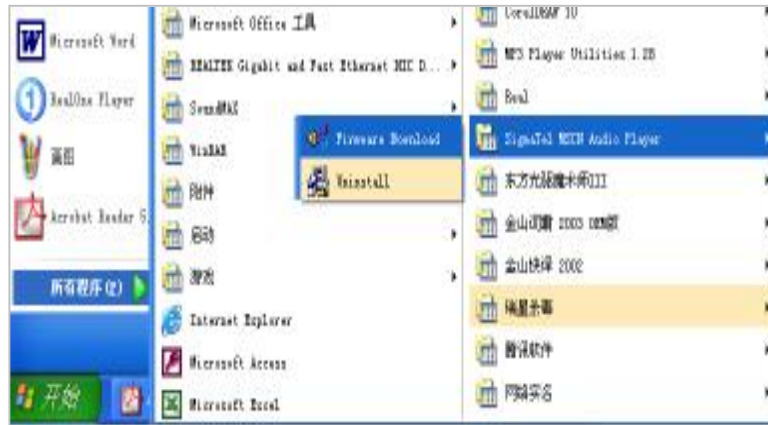 Microsoft Word
RealOne Player
画图
Acrobat Reader 5.
所有程序(P)
开始
Microsoft Office 工具
REALTEK Gigabit and Fast Ethernet NIC D...
SoundMAX
WinRAR
附件
启动
游戏
Internet Explorer
Microsoft Access
Microsoft Excel
Firmware Download
Uninstall
CorelDRAW 10
MP3 Player Utilities 1.2B
Real
SigmaTel MSCN Audio Player
东方光驱魔术师III
金山词霸 2003 OEM版
金山快译 2002
瑞星杀毒
腾讯软件
网络实名